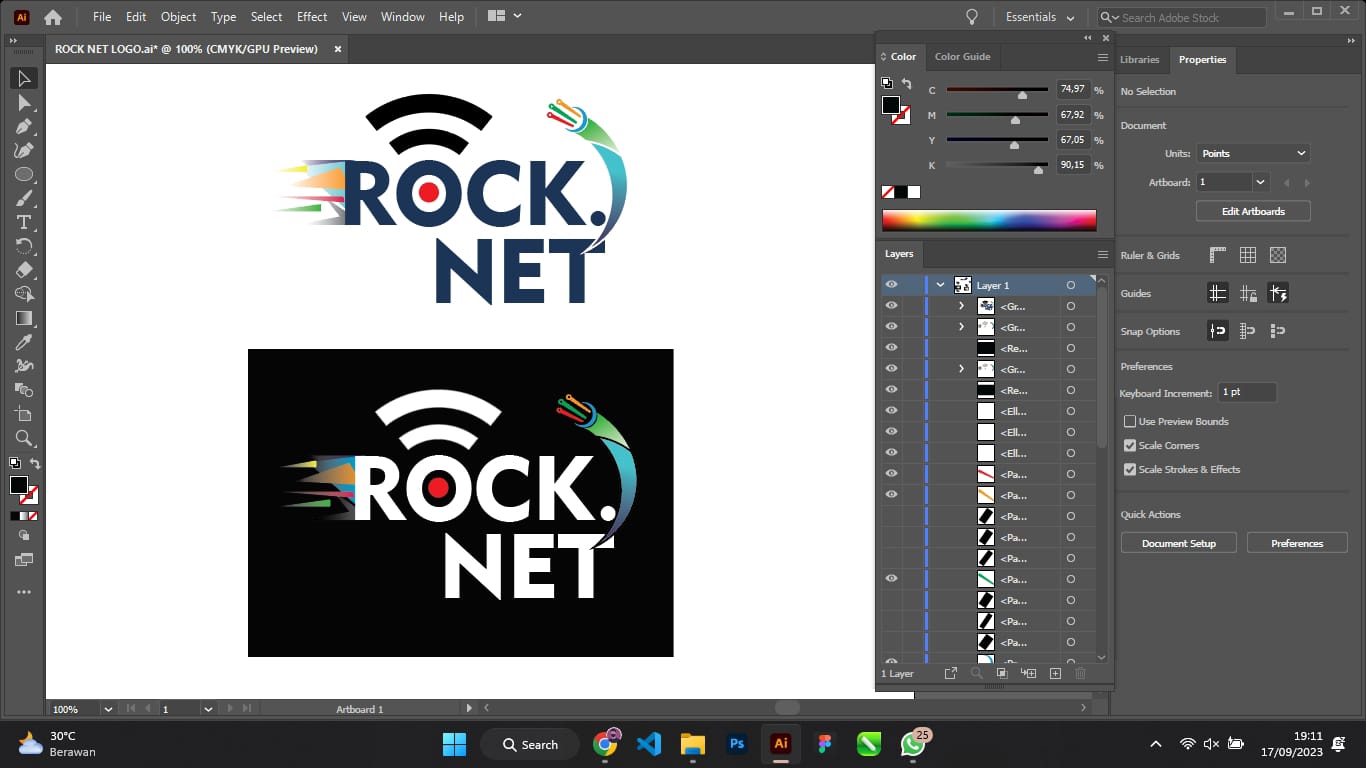 Ai File Edit Object Type Select Effect View Window Help Essentials Search Adobe Stock
ROCK NET LOGO.ai* @ 100% (CMYK/GPU Preview) ×
ROCK.
NET
ROCK.
NET
Color Color Guide
C 74,97 %
M 67,92 %
Y 67,05 %
K 90,15 %
Layers
Layer 1
<Gr...
<Gr...
<Re...
<Gr...
<Re...
<Ell...
<Ell...
<Ell...
<Pa...
<Pa...
<Pa...
<Pa...
<Pa...
<Pa...
<Pa...
<Pa...
<Pa...
1 Layer
Libraries Properties
No Selection
Document
Units: Points
Artboard: 1
Edit Artboards
Ruler & Grids
Guides
Snap Options
Preferences
Keyboard Increment: 1 pt
Use Preview Bounds
Scale Corners
Scale Strokes & Effects
Quick Actions
Document Setup Preferences
100% 1 Artboard 1
30°C
Berawan
Search
Ps
Ai
25
19:11
17/09/2023